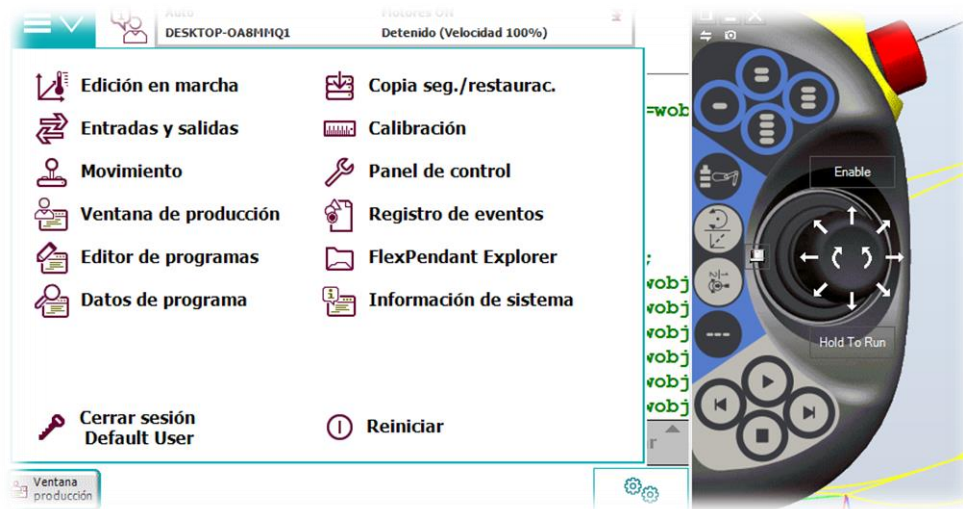 Auto
Motores ON
DESKTOP-OA8MMQ1
Detenido (Velocidad 100%)
Edición en marcha
Copia seg./restaurac.
Entradas y salidas
Calibración
Movimiento
Panel de control
Ventana de producción
Registro de eventos
Editor de programas
FlexPendant Explorer
Datos de programa
Información de sistema
Cerrar sesión
Default User
Reiniciar
Ventana
producción
=wob
;
wobj
wobj
wobj
wobj
wobj
wobj
r
Enable
Hold To Run